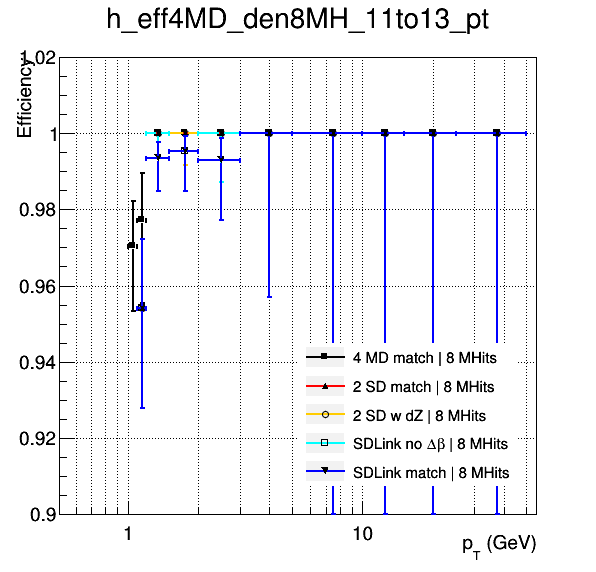 h_eff4MD_den8MH_11to13_pt
Efficiency
1.02
1
0.98
0.96
0.94
0.92
0.9
4 MD match | 8 MHits
2 SD match | 8 MHits
2 SD w dZ | 8 MHits
SDLink no Δβ | 8 MHits
SDLink match | 8 MHits
1
10
p_T (GeV)